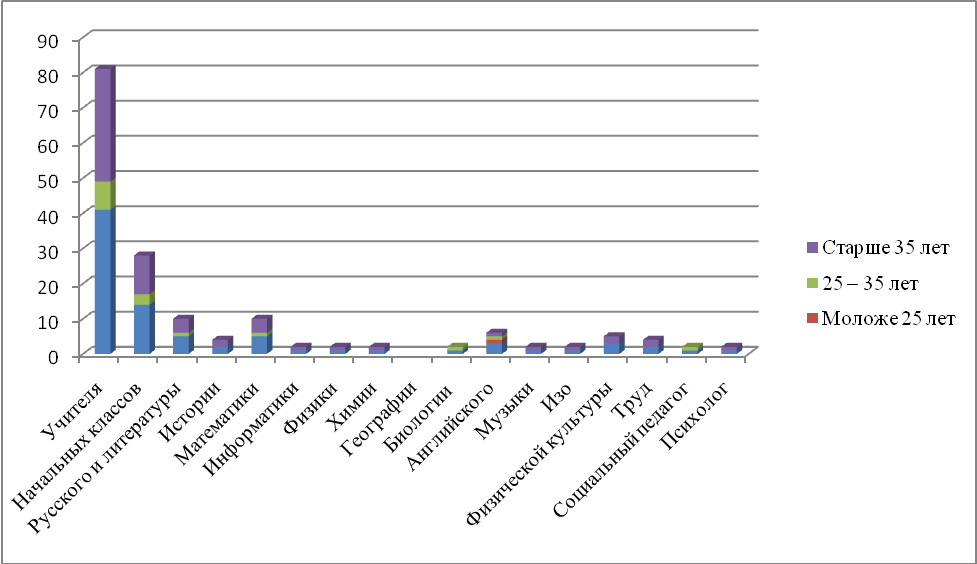 90
80
70
60
50
40
30
20
10
0
Учителя
Начальных классов
Русского и литературы
Истории
Математики
Информатики
Физики
Химии
Географии
Биологии
Английского
Музыки
Изо
Физической культуры
Труд
Социальный педагог
Психолог
Старше 35 лет
25 – 35 лет
Моложе 25 лет